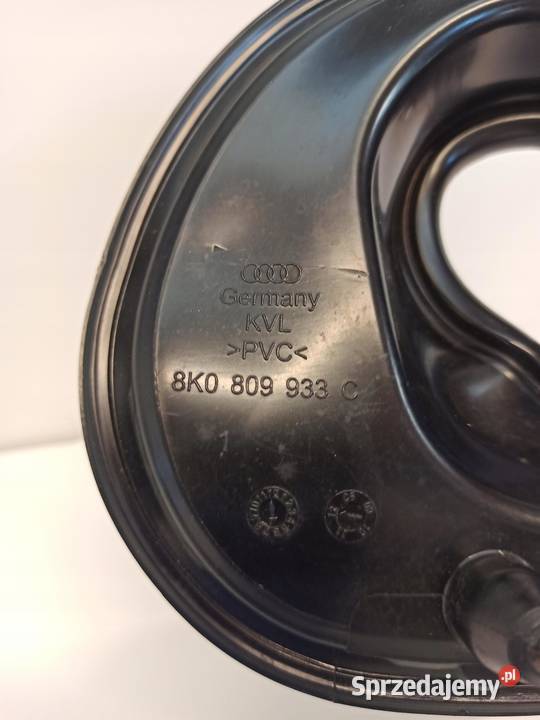 Germany
KVL
>PVC<
8K0 809 933 C
Sprzedajemy.pl